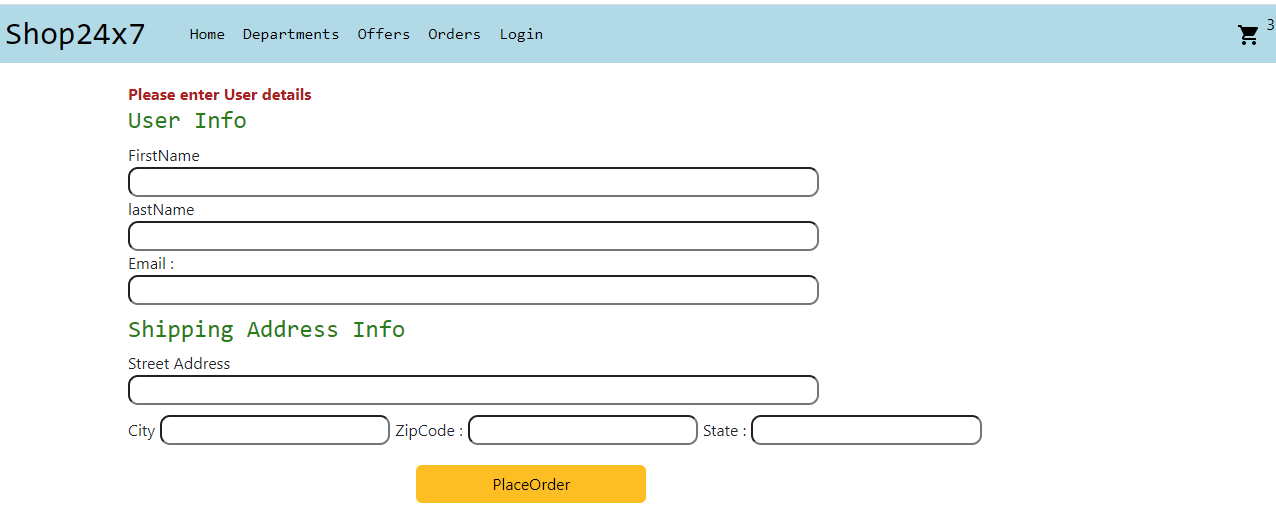 Shop24x7 Home Departments Offers Orders Login 3
Please enter User details
User Info
FirstName
lastName
Email :
Shipping Address Info
Street Address
City ZipCode : State :
PlaceOrder